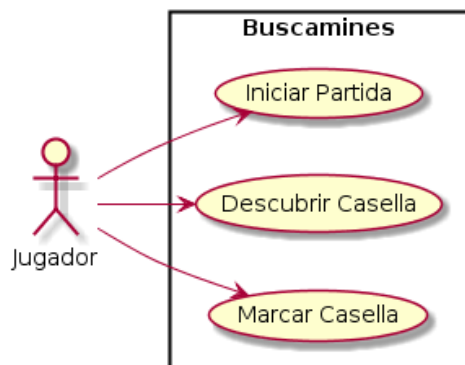 Buscamines
Iniciar Partida
Descubrir Casella
Jugador
Marcar Casella